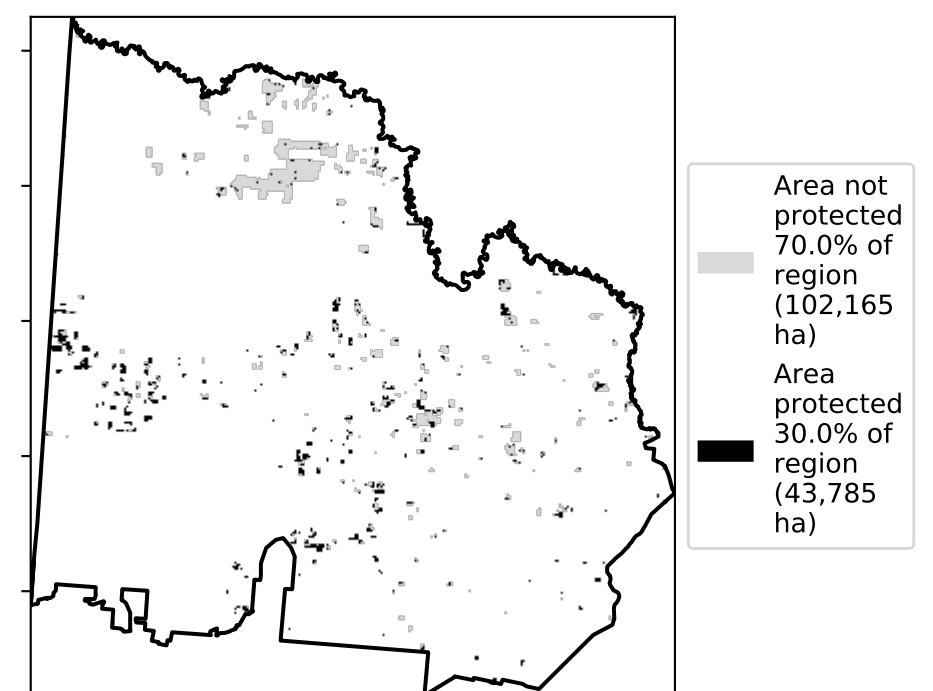 Area not
protected
70.0% of
region
(102,165
ha)
Area
protected
30.0% of
region
(43,785
ha)